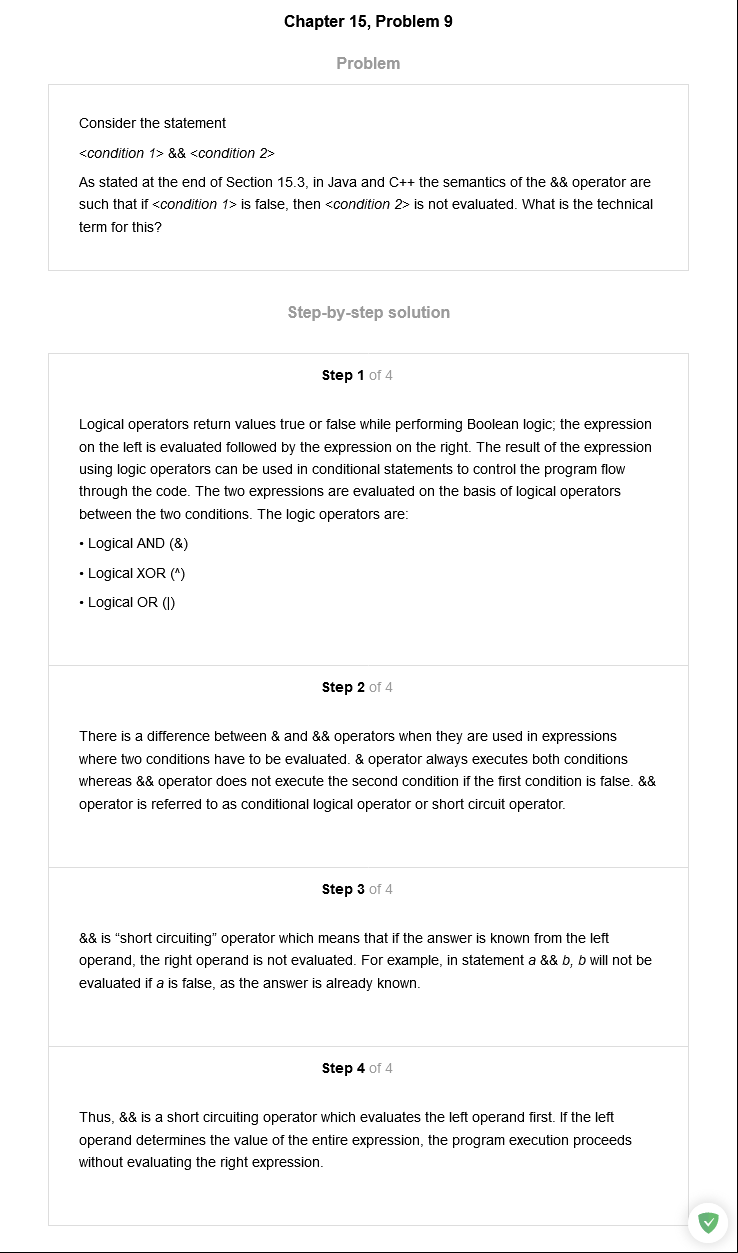 Chapter 15, Problem 9
Problem
Consider the statement
<condition 1> && <condition 2>
As stated at the end of Section 15.3, in Java and C++ the semantics of the && operator are
such that if <condition 1> is false, then <condition 2> is not evaluated. What is the technical
term for this?
Step-by-step solution
Step 1 of 4
Logical operators return values true or false while performing Boolean logic; the expression
on the left is evaluated followed by the expression on the right. The result of the expression
using logic operators can be used in conditional statements to control the program flow
through the code. The two expressions are evaluated on the basis of logical operators
between the two conditions. The logic operators are:
• Logical AND (&)
• Logical XOR (^)
• Logical OR (|)
Step 2 of 4
There is a difference between & and && operators when they are used in expressions
where two conditions have to be evaluated. & operator always executes both conditions
whereas && operator does not execute the second condition if the first condition is false. &&
operator is referred to as conditional logical operator or short circuit operator.
Step 3 of 4
&& is “short circuiting” operator which means that if the answer is known from the left
operand, the right operand is not evaluated. For example, in statement a && b, b will not be
evaluated if a is false, as the answer is already known.
Step 4 of 4
Thus, && is a short circuiting operator which evaluates the left operand first. If the left
operand determines the value of the entire expression, the program execution proceeds
without evaluating the right expression.